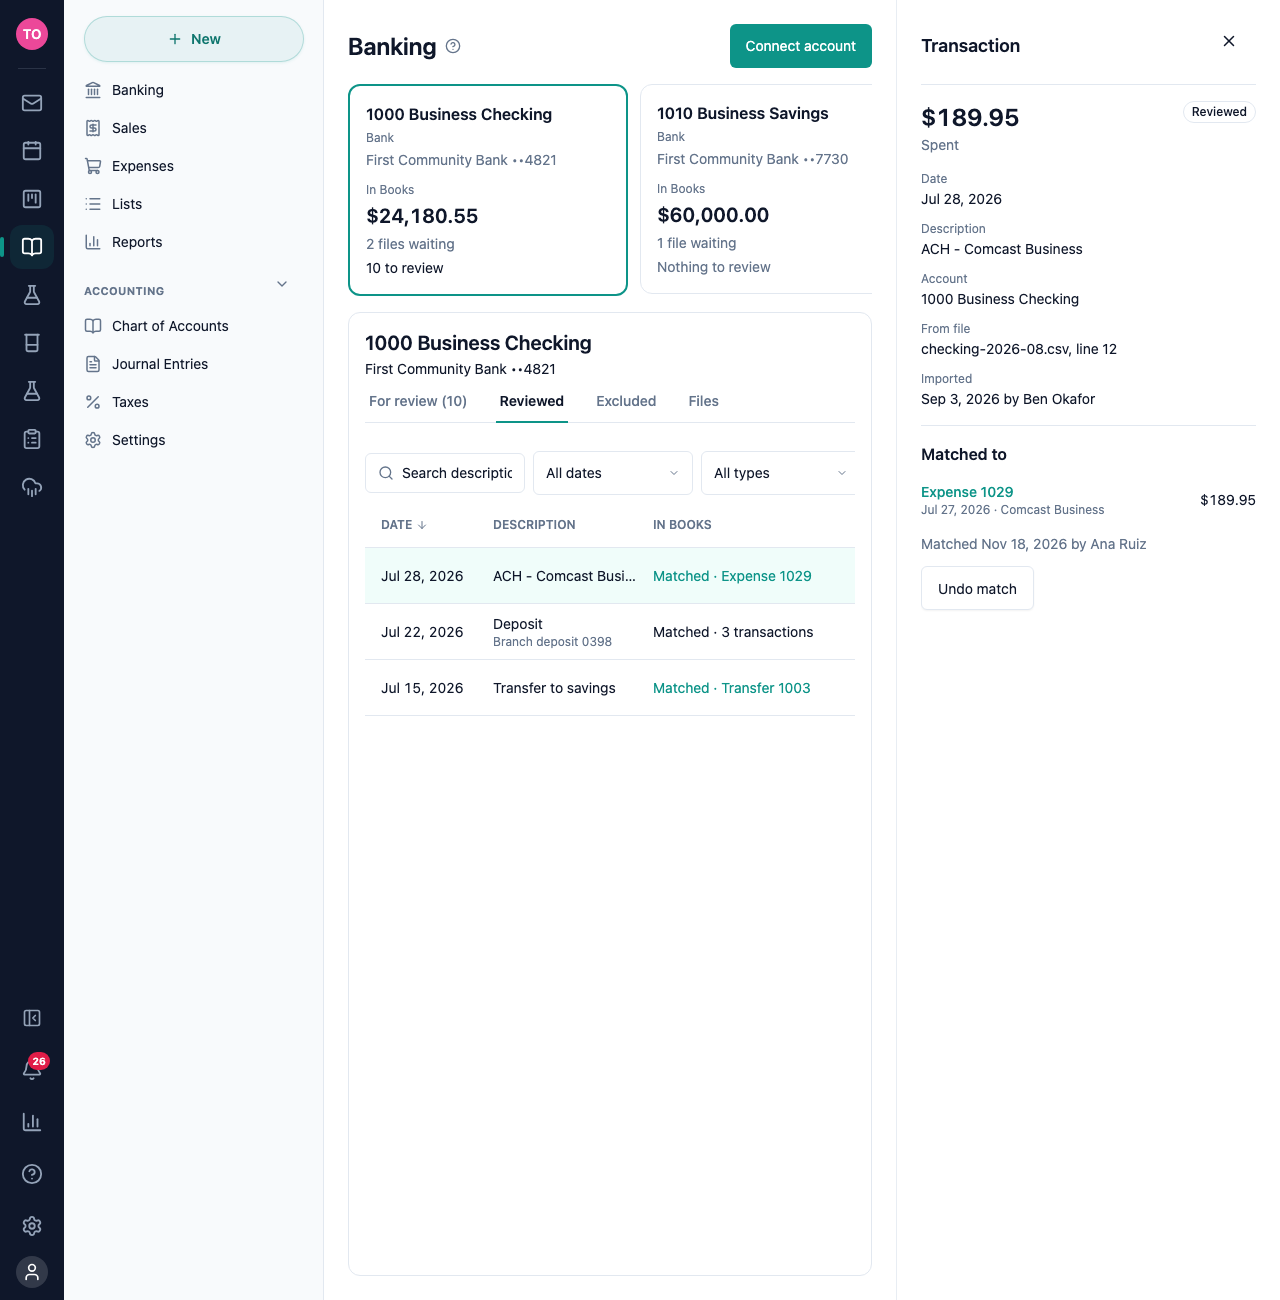 TO
26
New
Banking
Sales
Expenses
Lists
Reports
ACCOUNTING
Chart of Accounts
Journal Entries
Taxes
Settings
Banking
Connect account
1000 Business Checking
Bank
First Community Bank ••4821
In Books
$24,180.55
2 files waiting
10 to review
1010 Business Savings
Bank
First Community Bank ••7730
In Books
$60,000.00
1 file waiting
Nothing to review
1000 Business Checking
First Community Bank ••4821
For review (10) Reviewed Excluded Files
Search descriptic All dates All types
DATE DESCRIPTION IN BOOKS
Jul 28, 2026 ACH - Comcast Busi... Matched · Expense 1029
Jul 22, 2026 Deposit Matched · 3 transactions
Branch deposit 0398
Jul 15, 2026 Transfer to savings Matched · Transfer 1003
Transaction
$189.95 Reviewed
Spent
Date
Jul 28, 2026
Description
ACH - Comcast Business
Account
1000 Business Checking
From file
checking-2026-08.csv, line 12
Imported
Sep 3, 2026 by Ben Okafor
Matched to
Expense 1029 $189.95
Jul 27, 2026 · Comcast Business
Matched Nov 18, 2026 by Ana Ruiz
Undo match